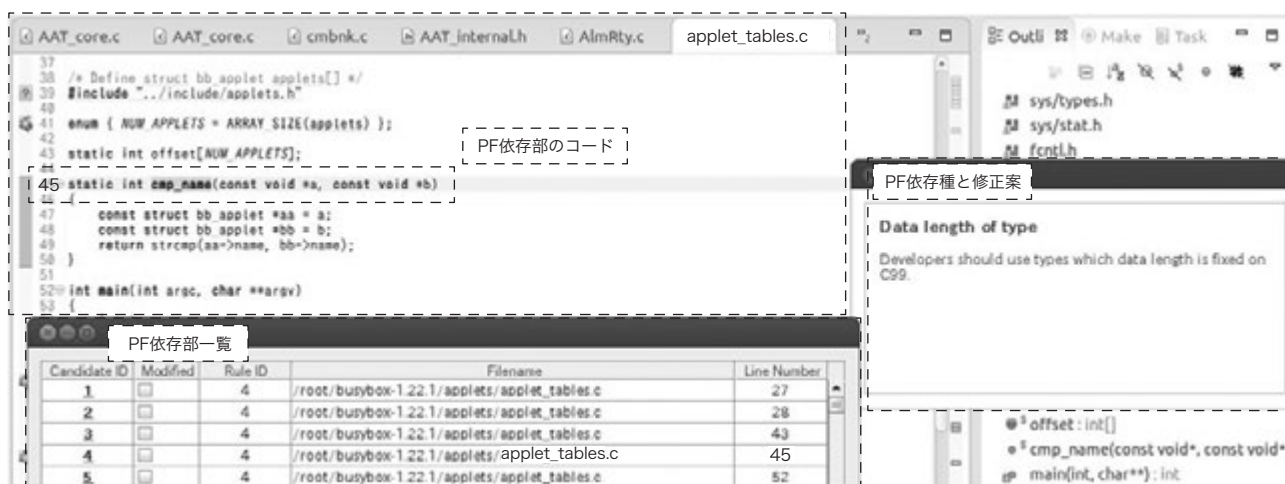 AAT_core.c AAT_core.c cmbnk.c AAT_internal.h AlmRty.c applet_tables.c
Outli Make Task
37
38 /* Define struct bb_applet applets[] */
39 #include "../include/applets.h"
40
41 enum { NUM_APPLETS = ARRAY_SIZE(applets) };
42
43 static int offset[NUM_APPLETS];
44
PF依存部のコード
45 static int cmp_name(const void *a, const void *b)
46 {
47 const struct bb_applet *aa = a;
48 const struct bb_applet *bb = b;
49 return strcmp(aa->name, bb->name);
50 }
51
52 int main(int argc, char **argv)
53 {
sys/types.h
sys/stat.h
fcntl.h
PF依存種と修正案
Data length of type
Developers should use types which data length is fixed on
C99.
PF依存部一覧
Candidate ID Modified Rule ID Filename Line Number
1 4 /root/busybox-1.22.1/applets/applet_tables.c 27
2 4 /root/busybox-1.22.1/applets/applet_tables.c 28
3 4 /root/busybox-1.22.1/applets/applet_tables.c 43
4 4 /root/busybox-1.22.1/applets/applet_tables.c 45
5 4 /root/busybox-1.22.1/applets/applet_tables.c 52
offset : int[]
cmp_name(const void*, const void*
main(int, char**) : int